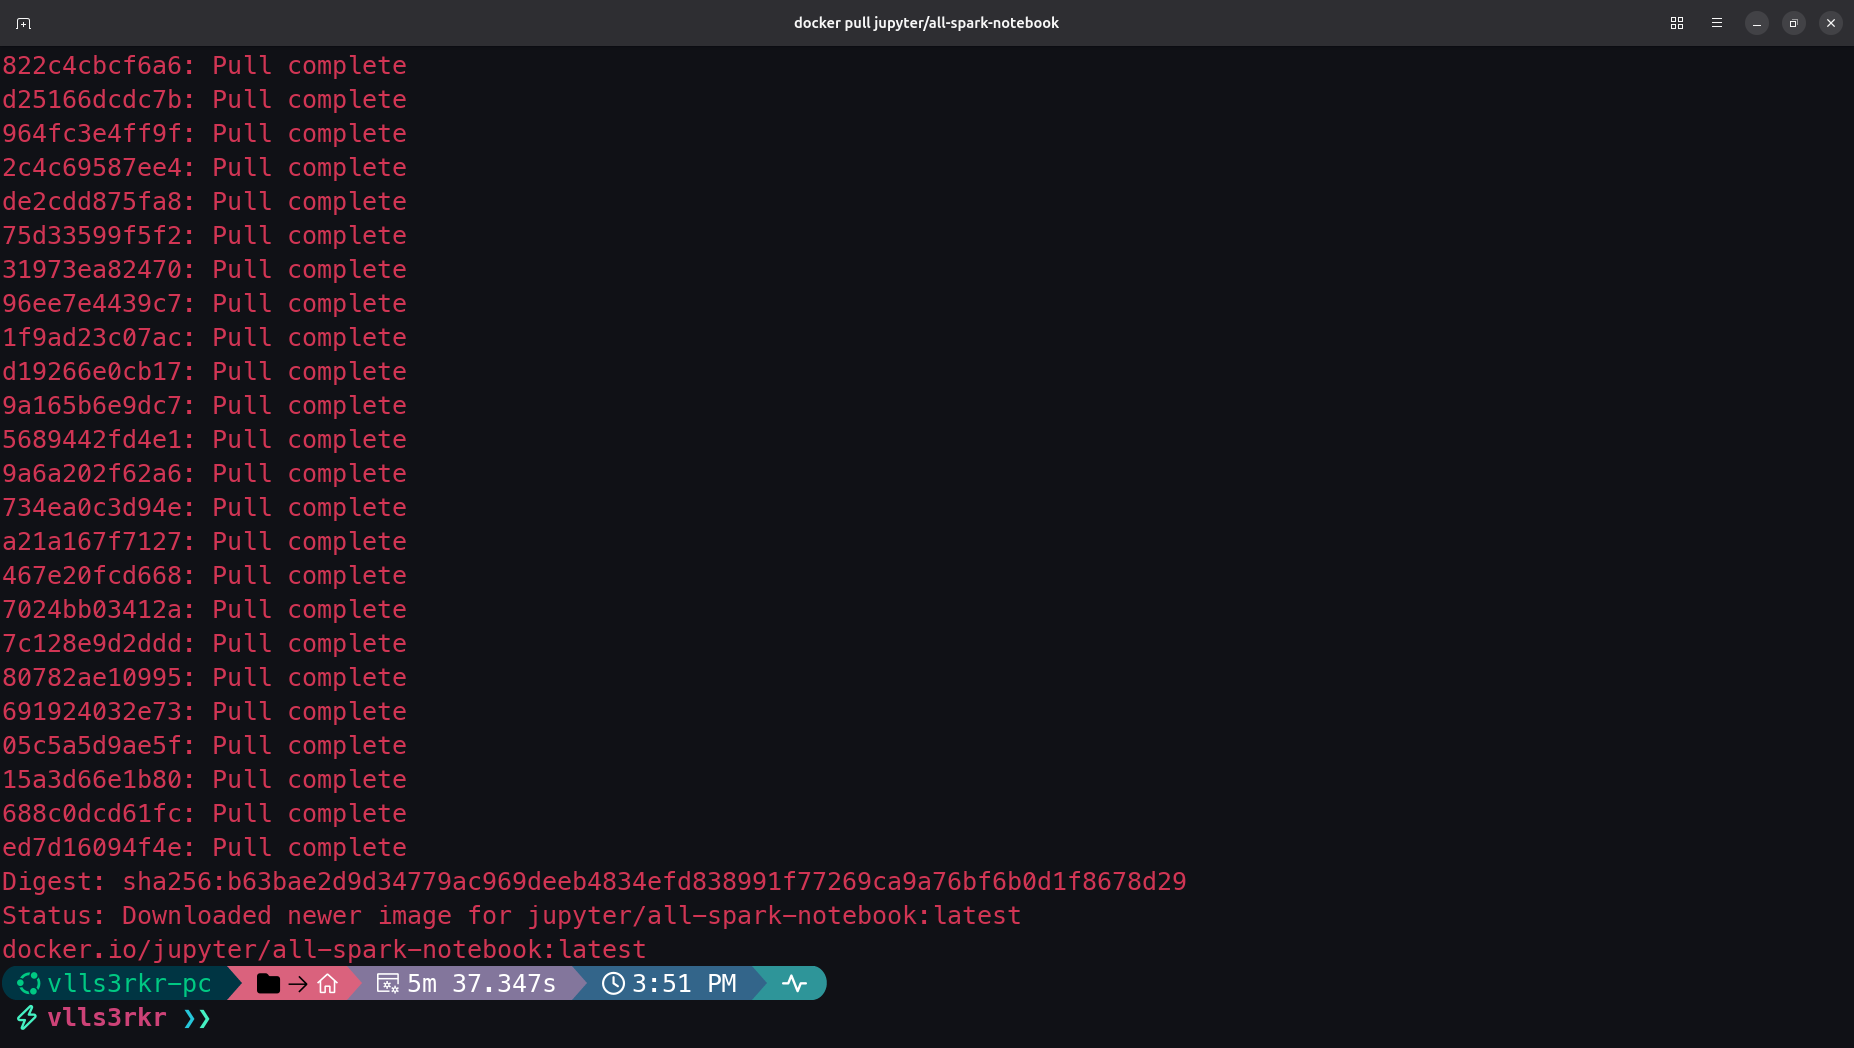 docker pull jupyter/all-spark-notebook
822c4cbcf6a6: Pull complete
d25166dcdc7b: Pull complete
964fc3e4ff9f: Pull complete
2c4c69587ee4: Pull complete
de2cdd875fa8: Pull complete
75d33599f5f2: Pull complete
31973ea82470: Pull complete
96ee7e4439c7: Pull complete
1f9ad23c07ac: Pull complete
d19266e0cb17: Pull complete
9a165b6e9dc7: Pull complete
5689442fd4e1: Pull complete
9a6a202f62a6: Pull complete
734ea0c3d94e: Pull complete
a21a167f7127: Pull complete
467e20fcd668: Pull complete
7024bb03412a: Pull complete
7c128e9d2ddd: Pull complete
80782ae10995: Pull complete
691924032e73: Pull complete
05c5a5d9ae5f: Pull complete
15a3d66e1b80: Pull complete
688c0dcd61fc: Pull complete
ed7d16094f4e: Pull complete
Digest: sha256:b63bae2d9d34779ac969deeb4834efd838991f77269ca9a76bf6b0d1f8678d29
Status: Downloaded newer image for jupyter/all-spark-notebook:latest
docker.io/jupyter/all-spark-notebook:latest
vlls3rkr-pc → 5m 37.347s 3:51 PM
vlls3rkr ❯❯